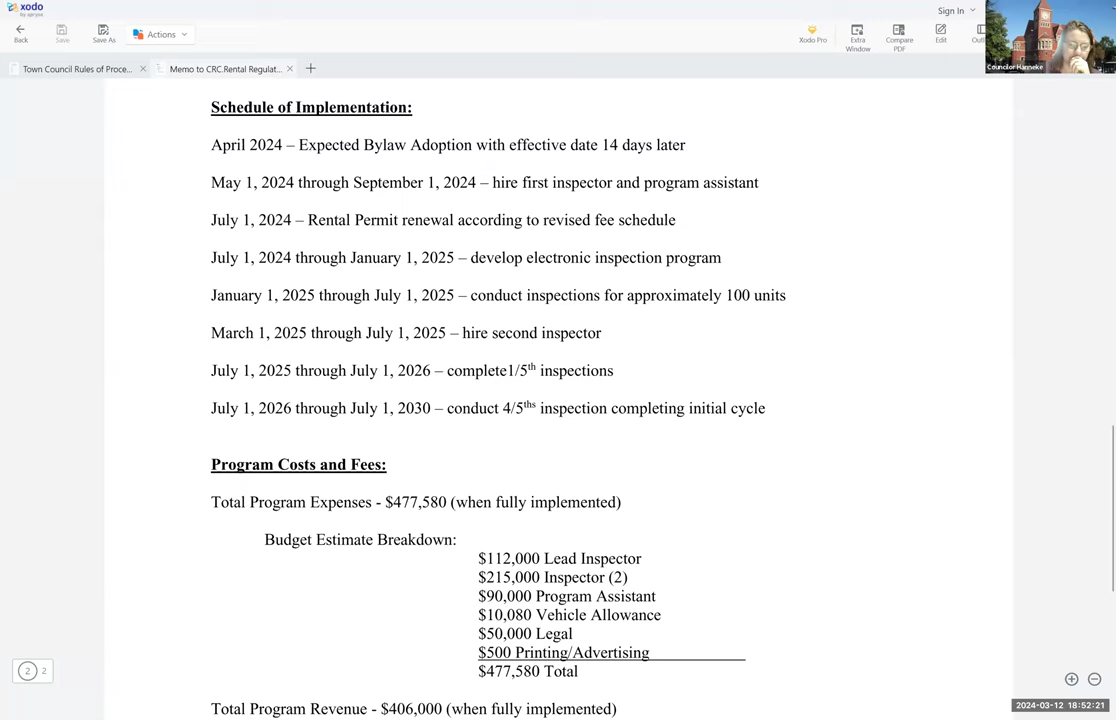 xodo
by apryse
Sign In
Back
Save
Save As
Actions
Xodo Pro
Extra Window
Compare PDF
Edit
Councilor Hanneke
Town Council Rules of Proce...
Memo to CRC.Rental Regulat...
Schedule of Implementation:
April 2024 – Expected Bylaw Adoption with effective date 14 days later
May 1, 2024 through September 1, 2024 – hire first inspector and program assistant
July 1, 2024 – Rental Permit renewal according to revised fee schedule
July 1, 2024 through January 1, 2025 – develop electronic inspection program
January 1, 2025 through July 1, 2025 – conduct inspections for approximately 100 units
March 1, 2025 through July 1, 2025 – hire second inspector
July 1, 2025 through July 1, 2026 – complete1/5th inspections
July 1, 2026 through July 1, 2030 – conduct 4/5ths inspection completing initial cycle
Program Costs and Fees:
Total Program Expenses - $477,580 (when fully implemented)
Budget Estimate Breakdown:
$112,000 Lead Inspector
$215,000 Inspector (2)
$90,000 Program Assistant
$10,080 Vehicle Allowance
$50,000 Legal
$500 Printing/Advertising
$477,580 Total
Total Program Revenue - $406,000 (when fully implemented)
2 2
2024-03-12 18:52:21